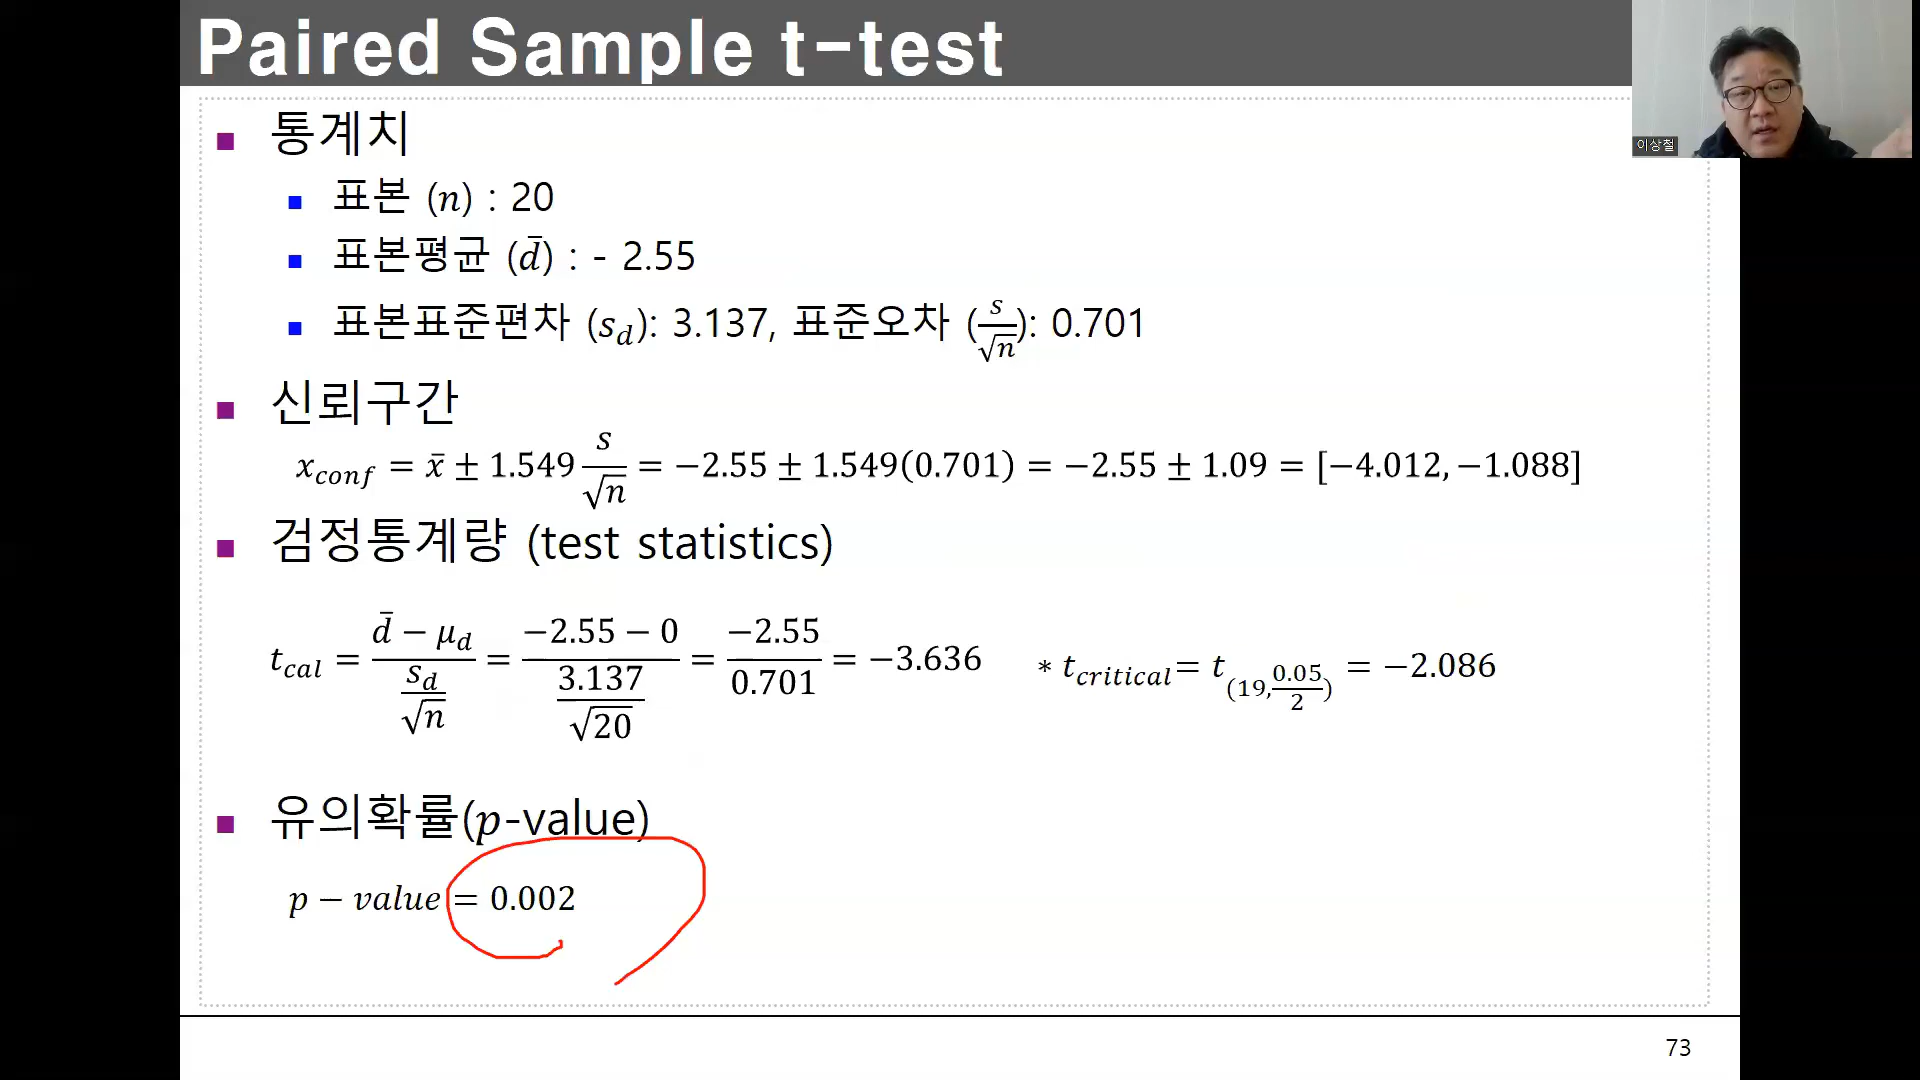 Paired Sample t-test
이상철
■ 통계치
■ 표본 (n) : 20
■ 표본평균 (d̄) : - 2.55
■ 표본표준편차 (s_d): 3.137, 표준오차 (s/√n): 0.701
■ 신뢰구간
x_conf = x̄ ± 1.549 s/√n = −2.55 ± 1.549(0.701) = −2.55 ± 1.09 = [−4.012, −1.088]
■ 검정통계량 (test statistics)
t_cal = (d̄ − μ_d)/(s_d/√n) = (−2.55 − 0)/(3.137/√20) = −2.55/0.701 = −3.636 * t_critical = t_(19, 0.05/2) = −2.086
■ 유의확률(p-value)
p − value = 0.002
73